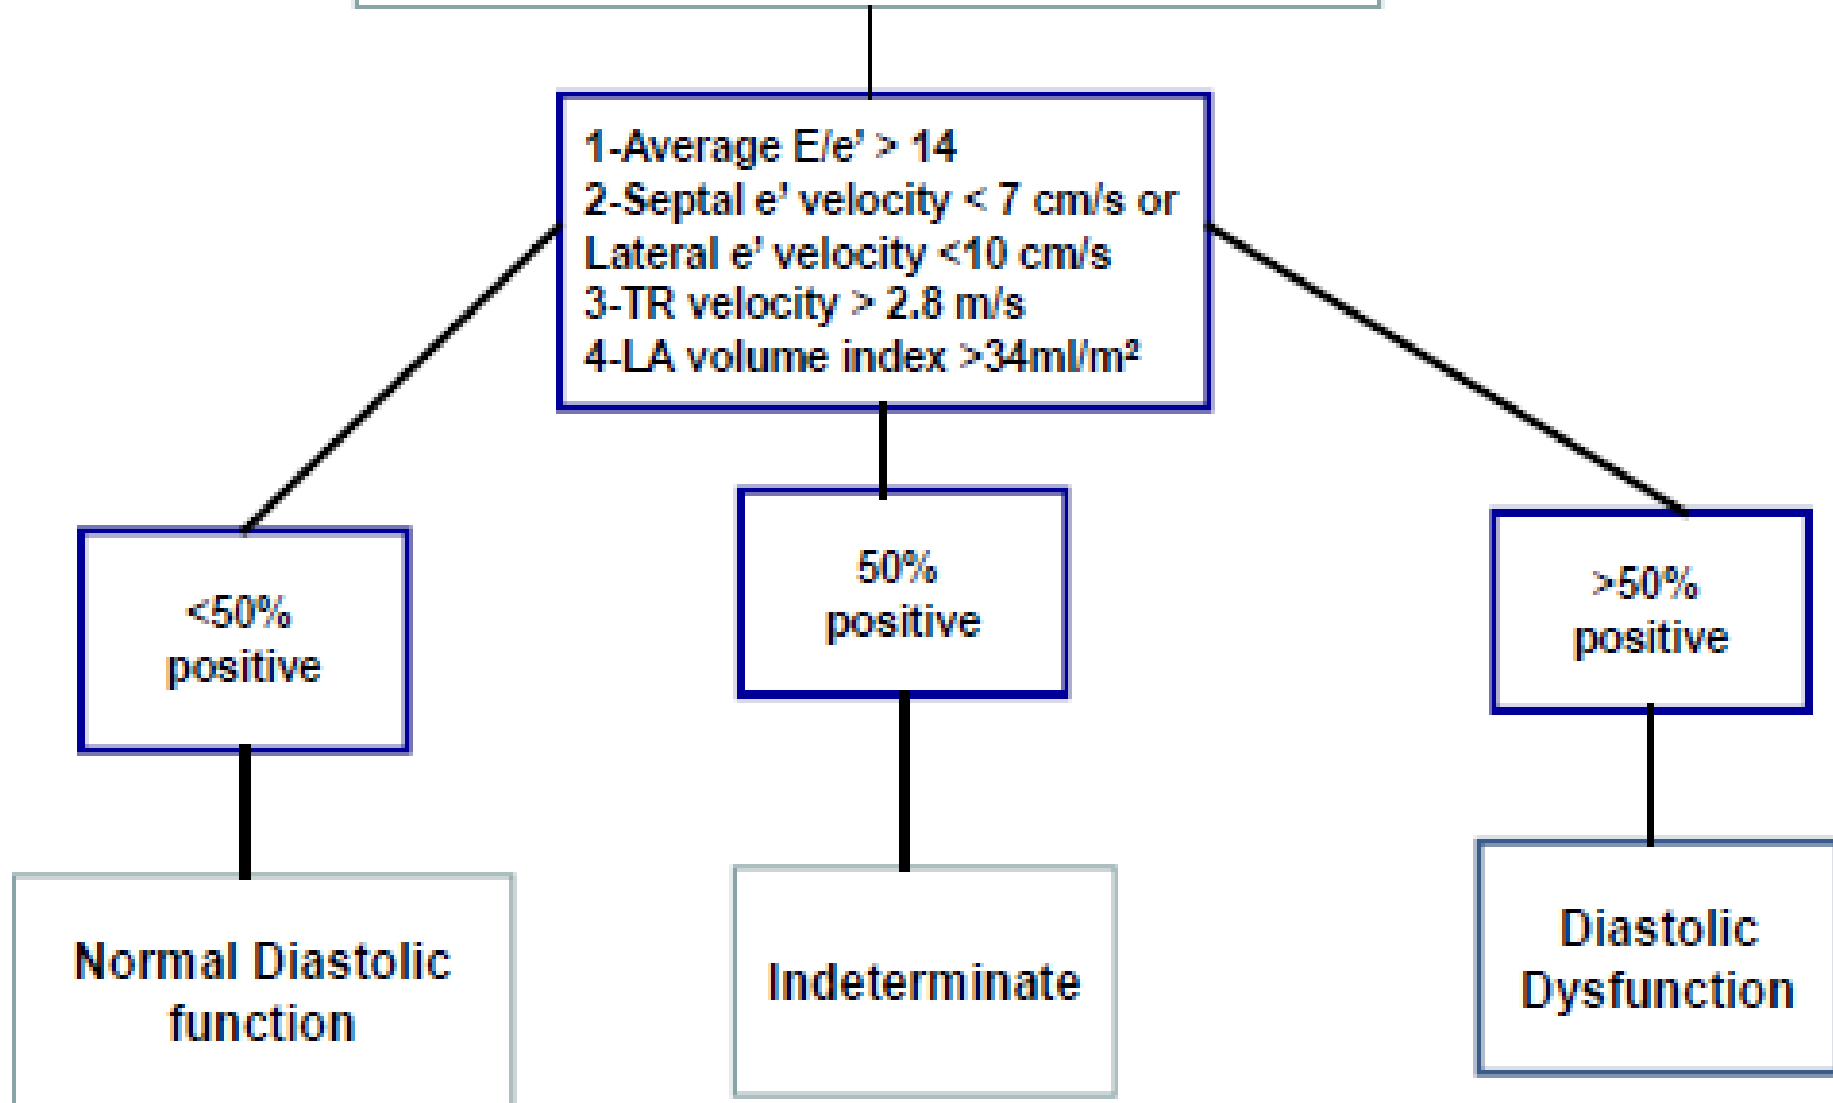 1-Average E/e’ > 14
2-Septal e’ velocity < 7 cm/s or
Lateral e’ velocity <10 cm/s
3-TR velocity > 2.8 m/s
4-LA volume index >34ml/m²
<50%
positive
50%
positive
>50%
positive
Normal Diastolic
function
Indeterminate
Diastolic
Dysfunction